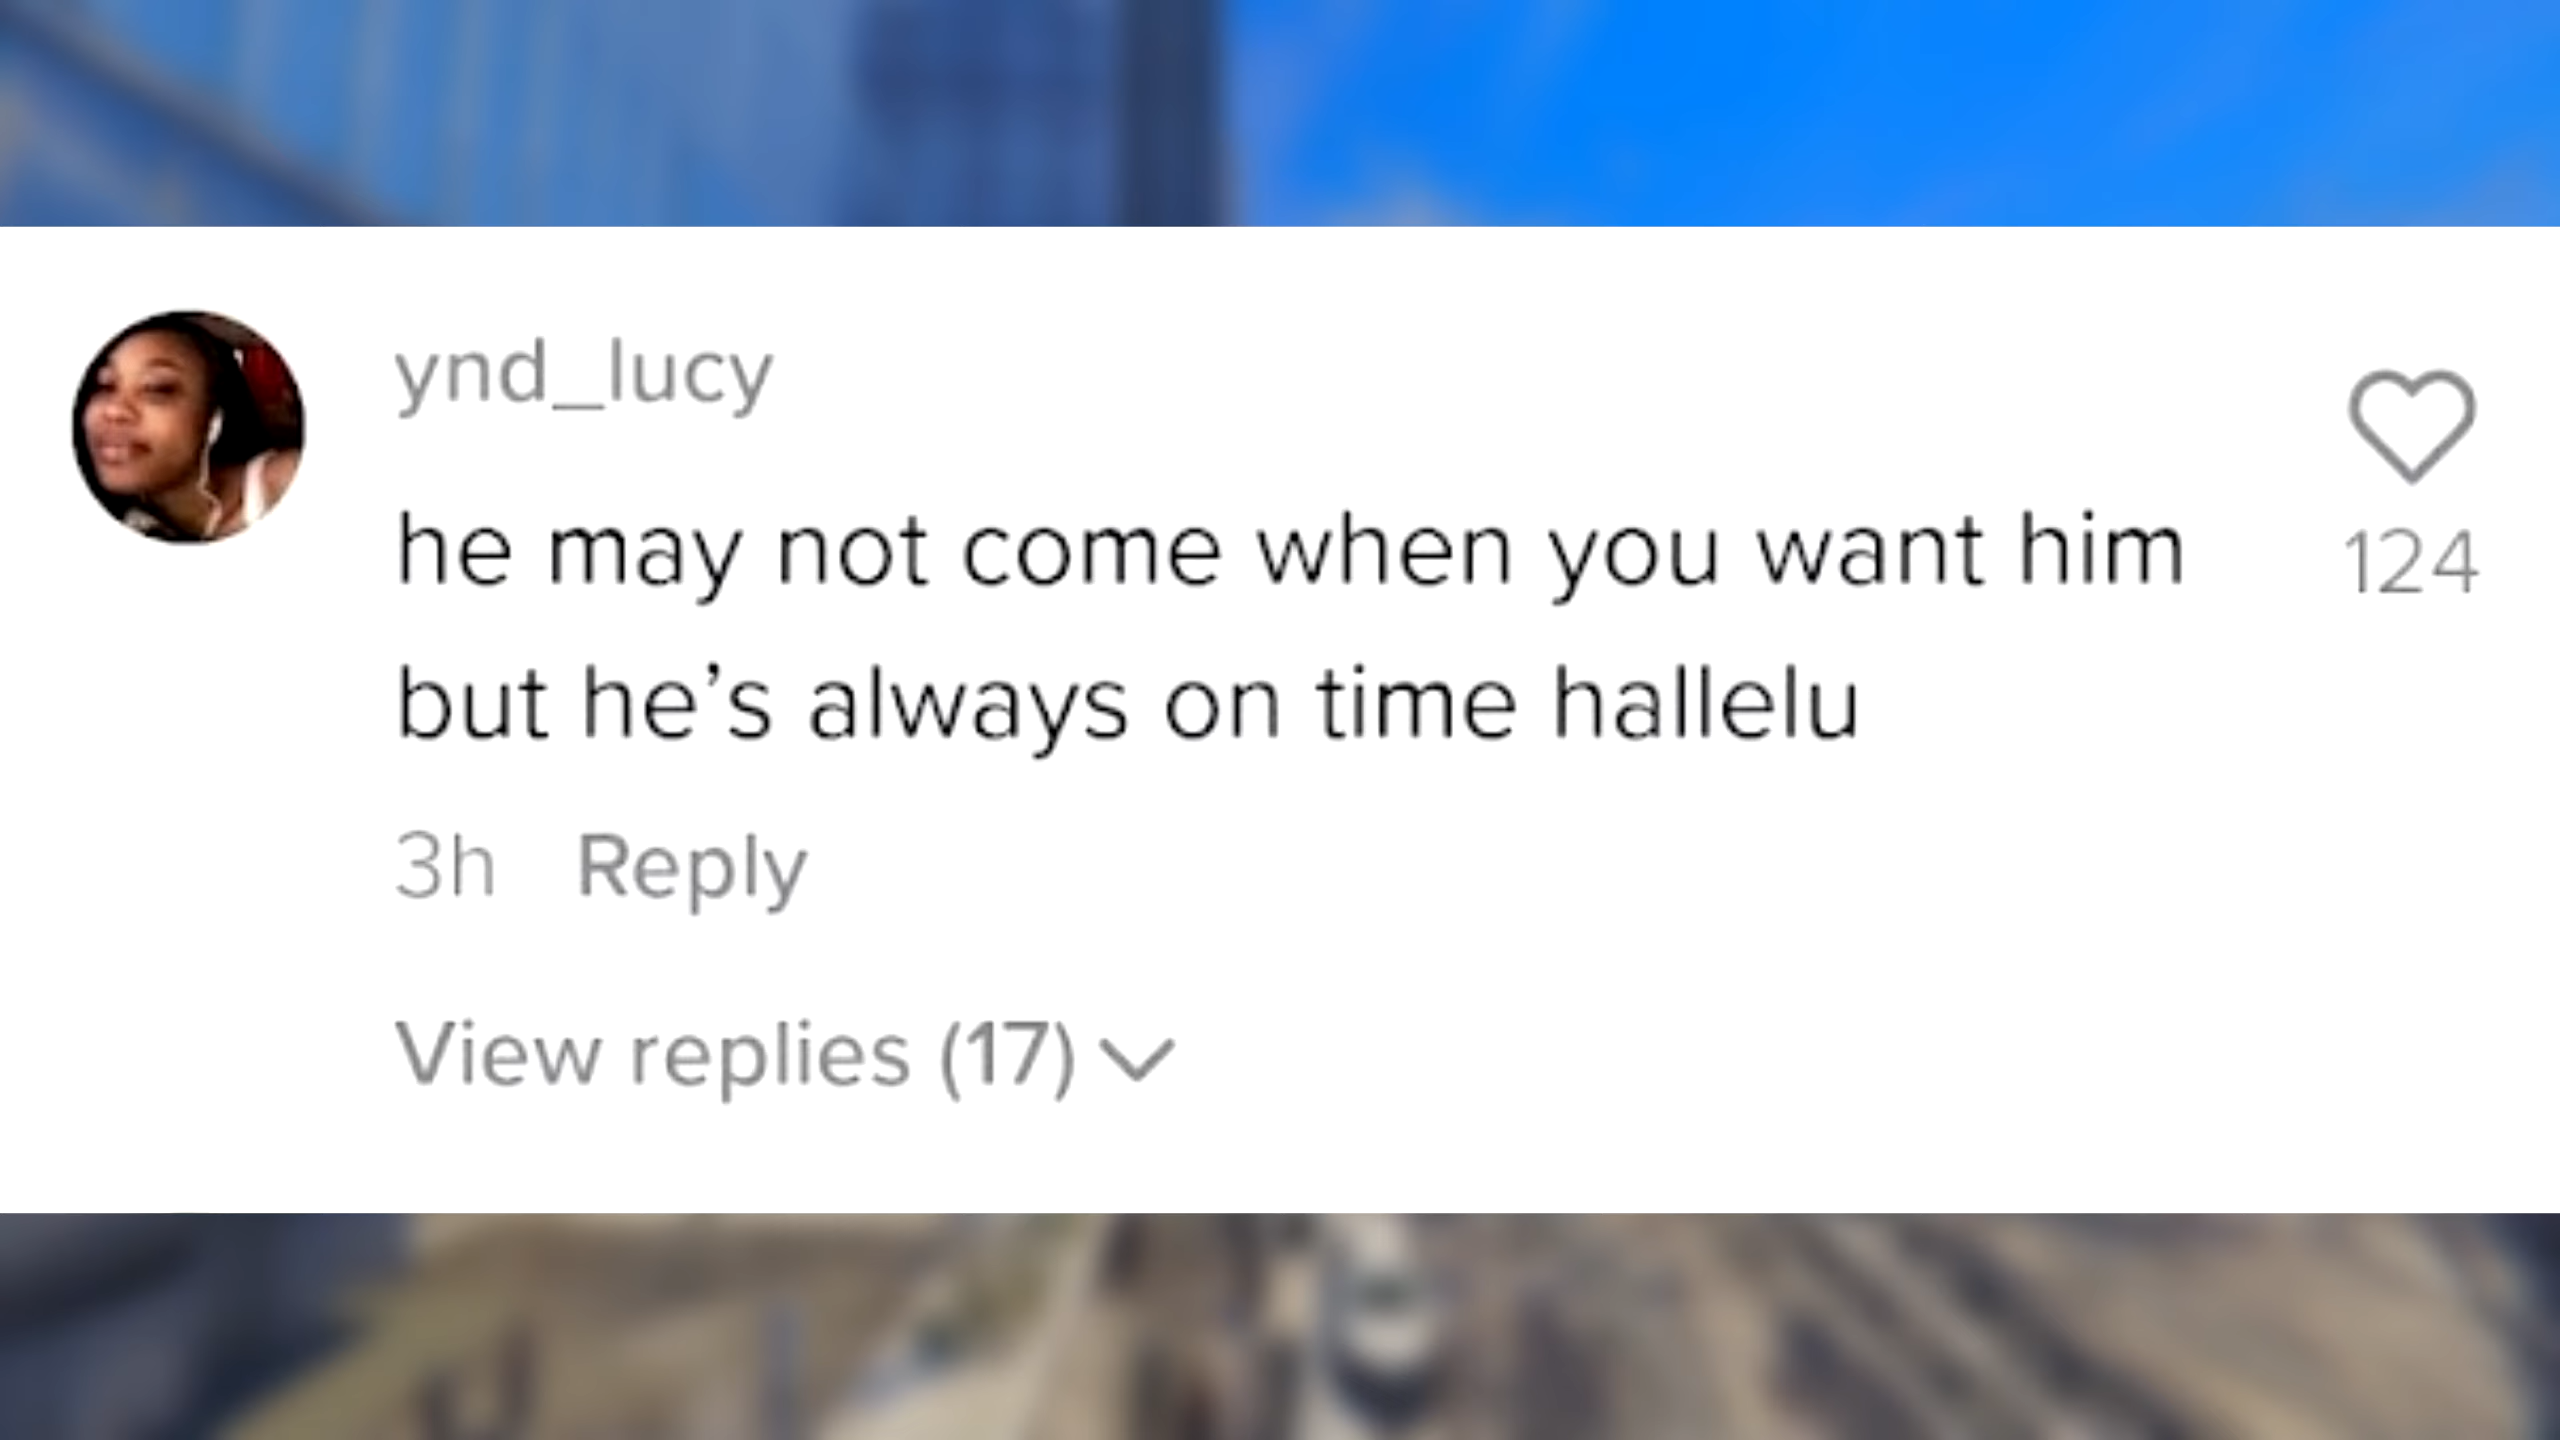 ynd_lucy
he may not come when you want him
124
but he’s always on time hallelu
3h Reply
View replies (17)